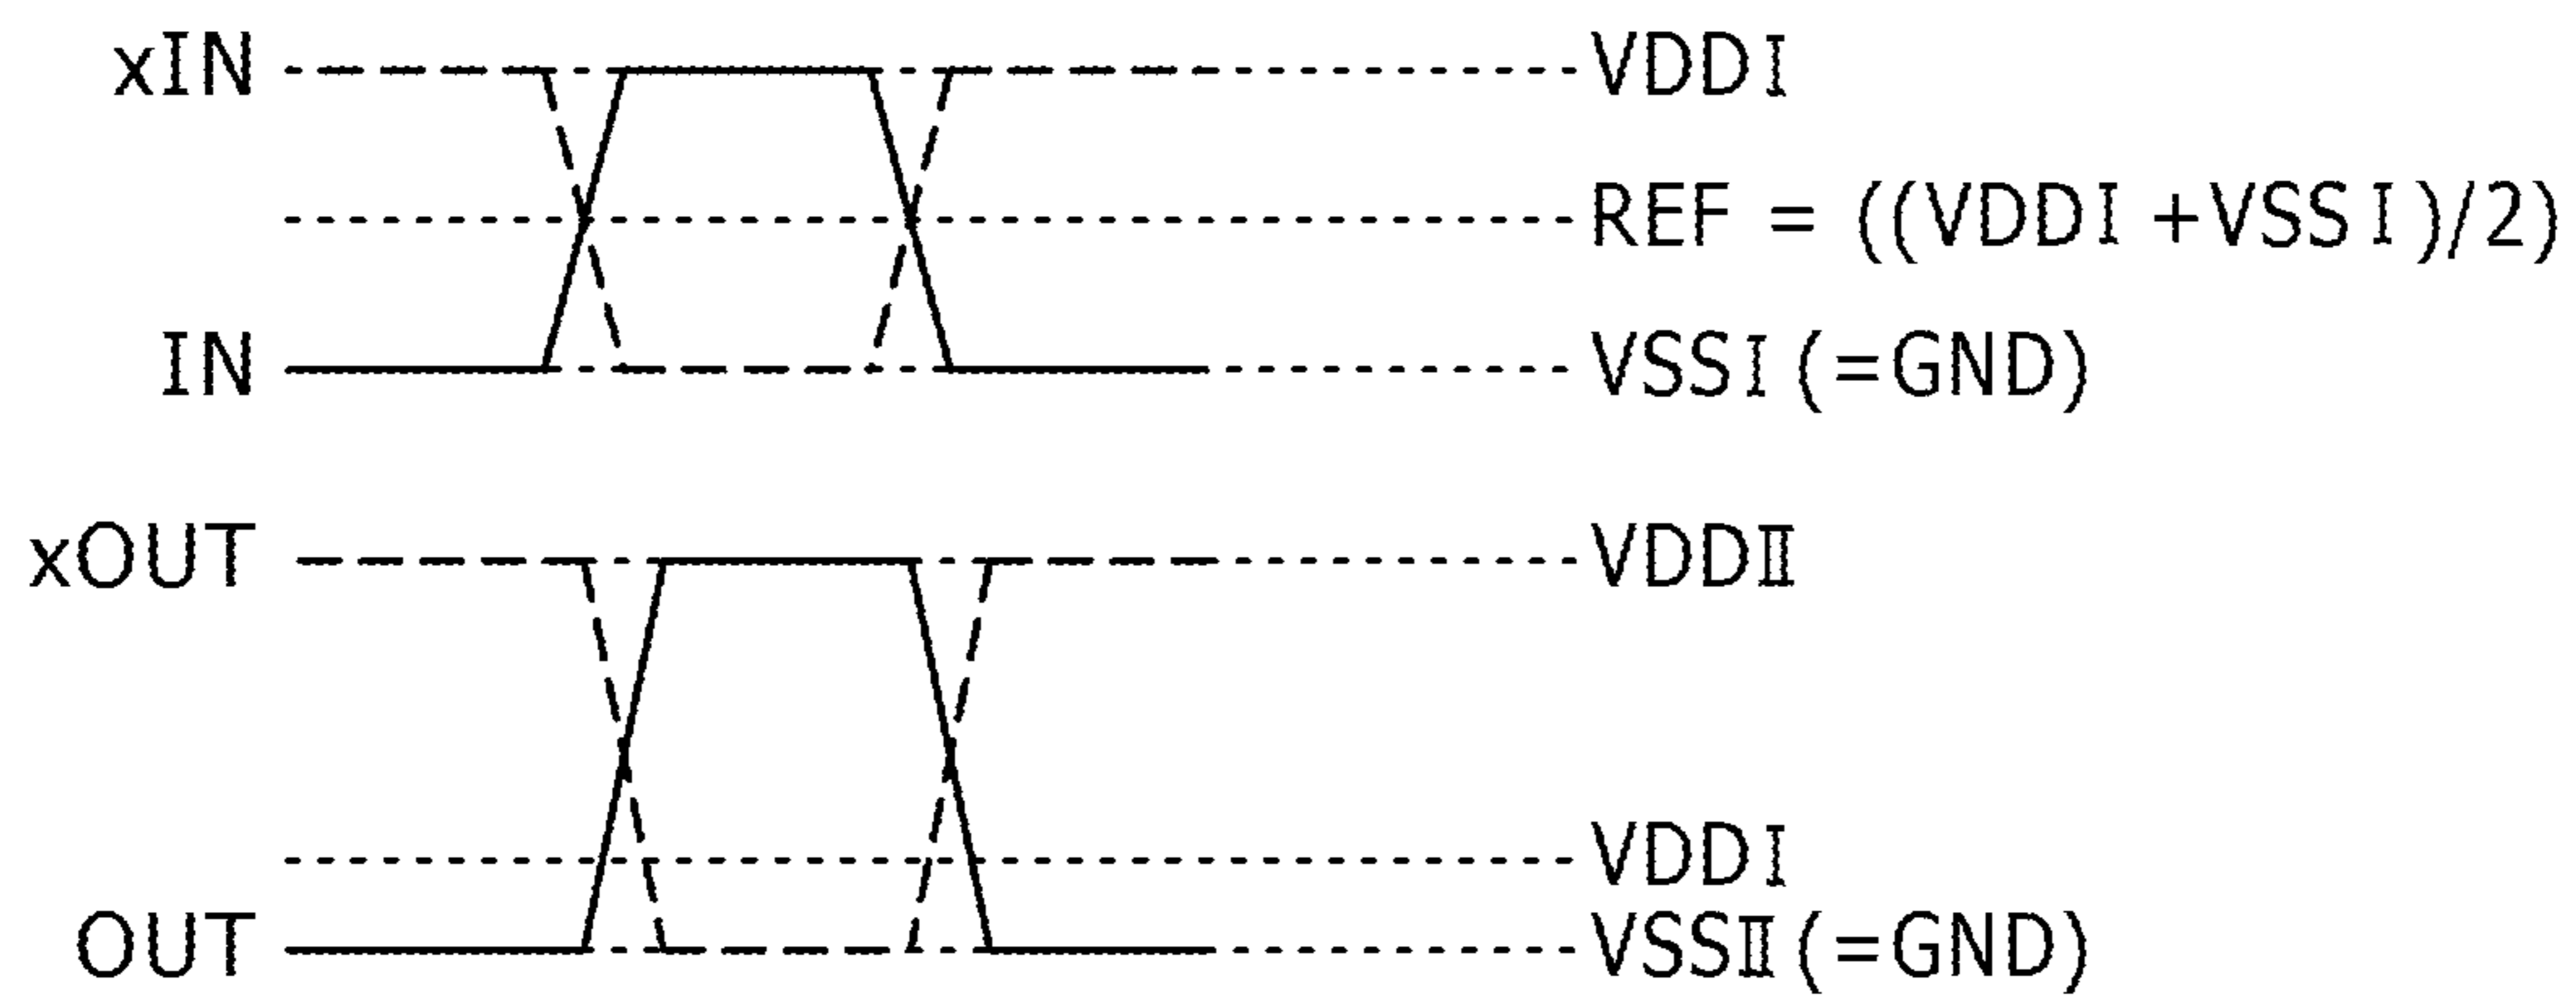 xIN VDDI
REF = ((VDDI+VSSI)/2)
IN VSSI(=GND)
xOUT VDDⅡ
VDDI
OUT VSSⅡ(=GND)